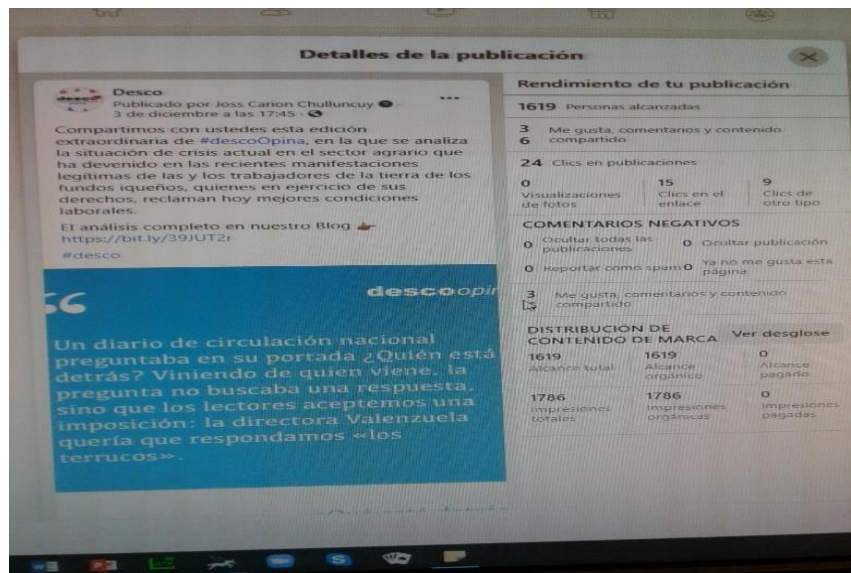 Detalles de la publicación
Desco
Publicado por Joss Carion Chulluncuy
3 de diciembre a las 17:45
Compartimos con ustedes esta edición
extraordinaria de #descoOpina, en la que se analiza
la situación de crisis actual en el sector agrario que
ha devenido en las recientes manifestaciones
legítimas de las y los trabajadores de la tierra de los
fundos iqueños, quienes en ejercicio de sus
derechos, reclaman hoy mejores condiciones
laborales.
El análisis completo en nuestro Blog
https://bit.ly/39JUT2r
#desco
descoopin
Un diario de circulación nacional
preguntaba en su portada ¿Quién está
detrás? Viniendo de quien viene, la
pregunta no buscaba una respuesta,
sino que los lectores aceptemos una
imposición: la directora Valenzuela
quería que respondamos «los
terrucos».
Rendimiento de tu publicación
1619 Personas alcanzadas
3 Me gusta, comentarios y contenido
6 compartido
24 Clics en publicaciones
0 15 9
Visualizaciones Clics en el Clics de
de fotos enlace otro tipo
COMENTARIOS NEGATIVOS
0 Ocultar todas las 0 Ocultar publicación
publicaciones
0 Reportar como spam 0 Ya no me gusta esta
página
3 Me gusta, comentarios y contenido
compartido
DISTRIBUCIÓN DE
CONTENIDO DE MARCA Ver desglose
1619 1619 0
Alcance total Alcance Alcance
orgánico pagado
1786 1786 0
Impresiones Impresiones Impresiones
totales orgánicas pagadas